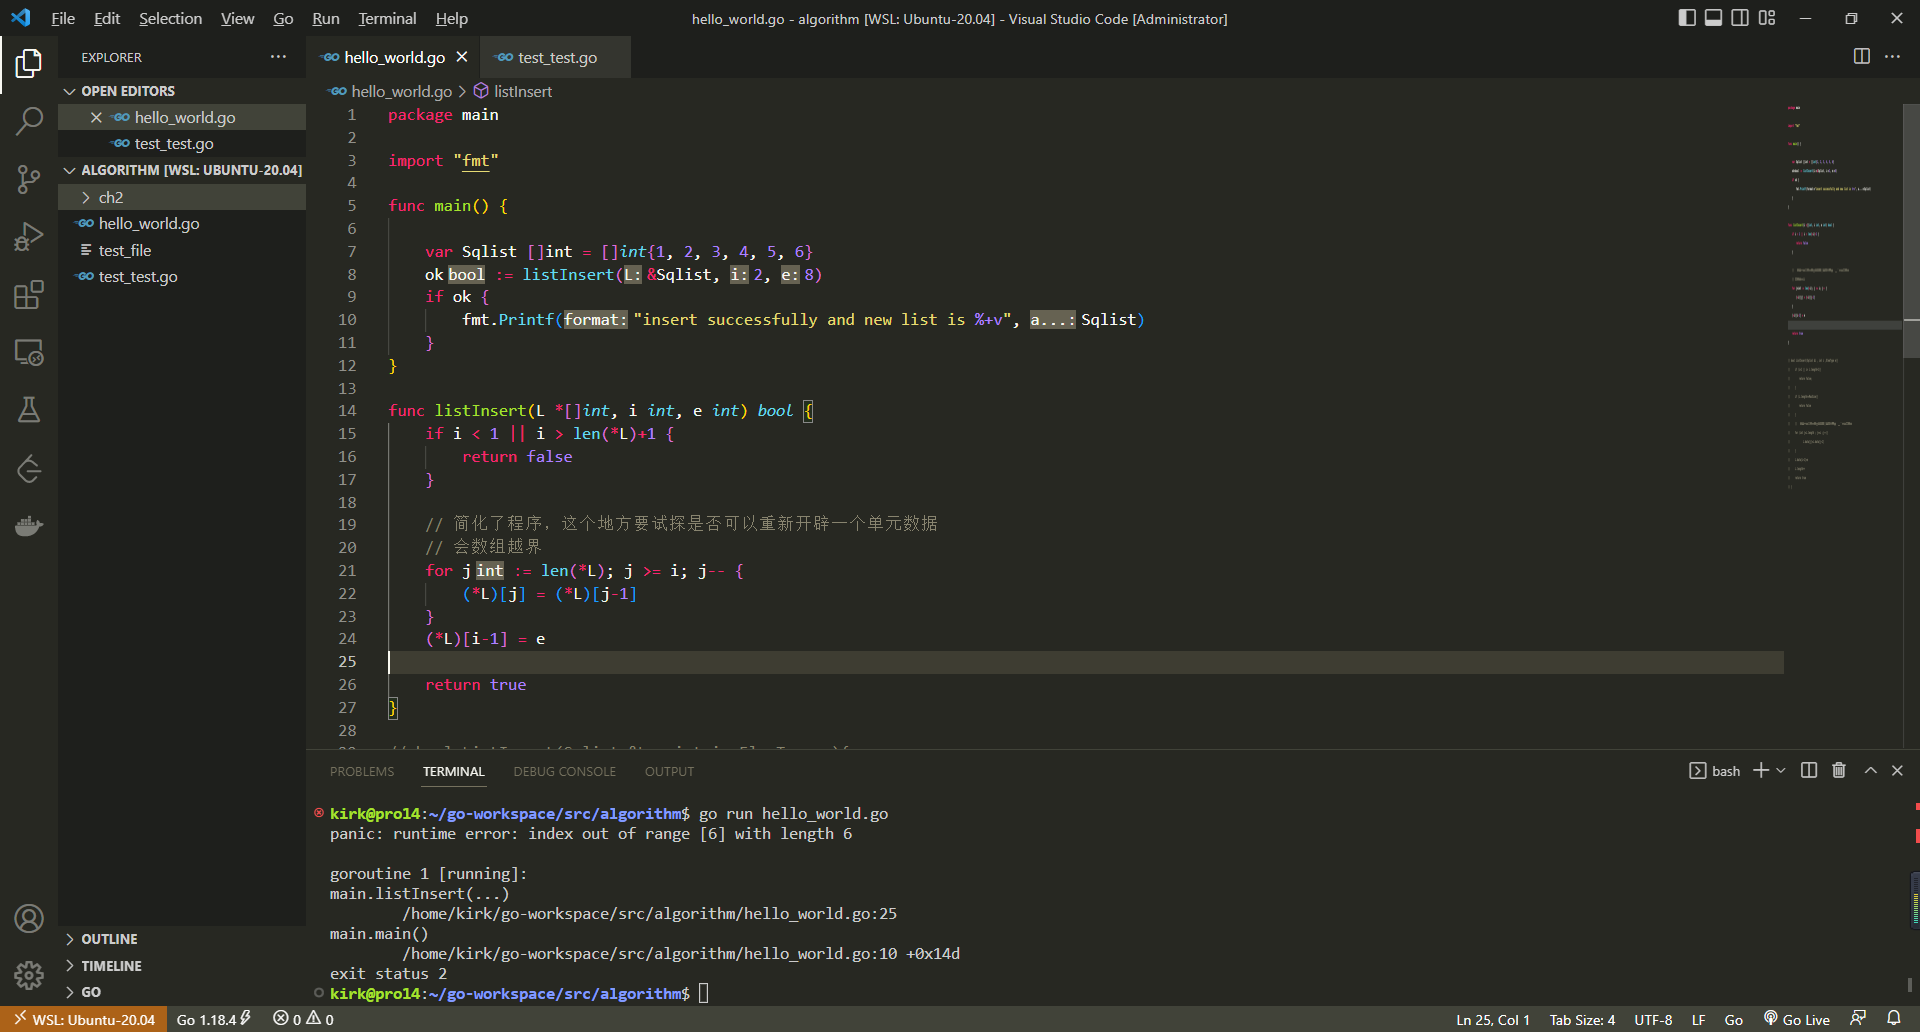 File Edit Selection View Go Run Terminal Help
hello_world.go - algorithm [WSL: Ubuntu-20.04] - Visual Studio Code [Administrator]
EXPLORER
OPEN EDITORS
hello_world.go
test_test.go
ALGORITHM [WSL: UBUNTU-20.04]
ch2
hello_world.go
test_file
test_test.go
OUTLINE
TIMELINE
GO
hello_world.go
test_test.go
hello_world.go > listInsert
1 package main
2
3 import "fmt"
4
5 func main() {
6
7 var Sqlist []int = []int{1, 2, 3, 4, 5, 6}
8 ok bool := listInsert(L: &Sqlist, i: 2, e: 8)
9 if ok {
10 fmt.Printf(format: "insert successfully and new list is %+v", a...: Sqlist)
11 }
12 }
13
14 func listInsert(L *[]int, i int, e int) bool {
15 if i < 1 || i > len(*L)+1 {
16 return false
17 }
18
19 // 简化了程序，这个地方要试探是否可以重新开辟一个单元数据
20 // 会数组越界
21 for j int := len(*L); j >= i; j-- {
22 (*L)[j] = (*L)[j-1]
23 }
24 (*L)[i-1] = e
25
26 return true
27 }
28
PROBLEMS TERMINAL DEBUG CONSOLE OUTPUT
bash
kirk@pro14:~/go-workspace/src/algorithm$ go run hello_world.go
panic: runtime error: index out of range [6] with length 6
goroutine 1 [running]:
main.listInsert(...)
/home/kirk/go-workspace/src/algorithm/hello_world.go:25
main.main()
/home/kirk/go-workspace/src/algorithm/hello_world.go:10 +0x14d
exit status 2
kirk@pro14:~/go-workspace/src/algorithm$
WSL: Ubuntu-20.04 Go 1.18.4 0 0 Ln 25, Col 1 Tab Size: 4 UTF-8 LF Go Go Live